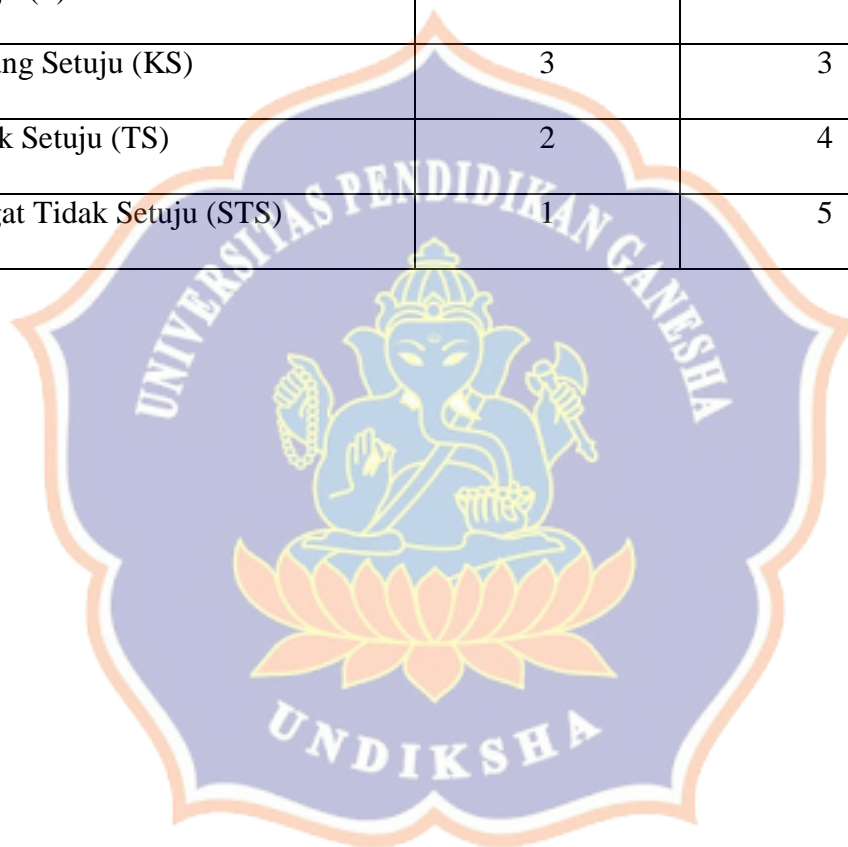 ng Setuju (KS) 3 3
k Setuju (TS) 2 4
gat Tidak Setuju (STS) 1 5
UNIVERSITAS PENDIDIKAN GANESHA
UNDIKSHA